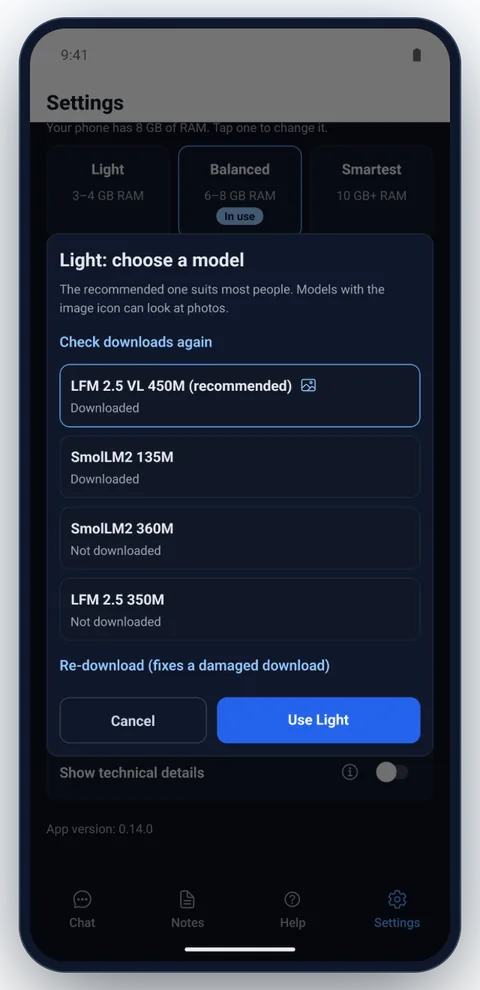 9:41
Settings
Your phone has 8 GB of RAM. Tap one to change it.
Light
Balanced
Smartest
3–4 GB RAM
6–8 GB RAM
10 GB+ RAM
In use
Light: choose a model
The recommended one suits most people. Models with the
image icon can look at photos.
Check downloads again
LFM 2.5 VL 450M (recommended)
Downloaded
SmolLM2 135M
Downloaded
SmolLM2 360M
Not downloaded
LFM 2.5 350M
Not downloaded
Re-download (fixes a damaged download)
Cancel
Use Light
Show technical details
App version: 0.14.0
Chat
Notes
Help
Settings